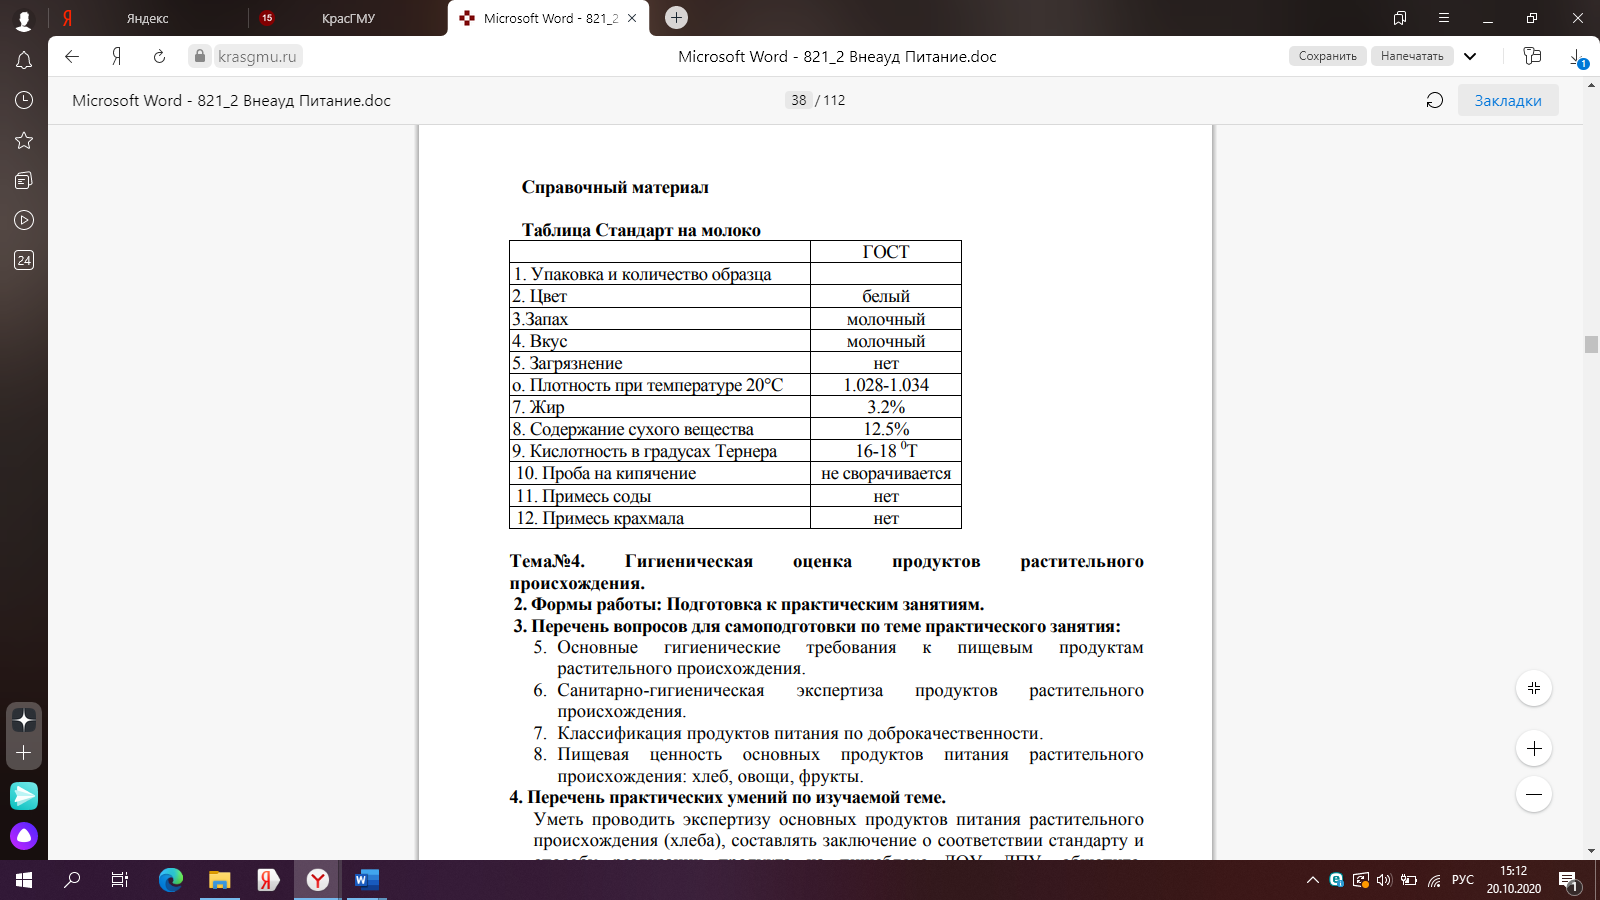 Яндекс
15
КрасГМУ
Microsoft Word - 821_2
krasgmu.ru
Microsoft Word - 821_2 Внеауд Питание.doc
Сохранить
Напечатать
1
Microsoft Word - 821_2 Внеауд Питание.doc
38 / 112
Закладки
24
Справочный материал
Таблица Стандарт на молоко
ГОСТ
1. Упаковка и количество образца
2. Цвет белый
3.Запах молочный
4. Вкус молочный
5. Загрязнение нет
о. Плотность при температуре 20°С 1.028-1.034
7. Жир 3.2%
8. Содержание сухого вещества 12.5%
9. Кислотность в градусах Тернера 16-18 ⁰Т
10. Проба на кипячение не сворачивается
11. Примесь соды нет
12. Примесь крахмала нет
Тема№4. Гигиеническая оценка продуктов растительного
происхождения.
2. Формы работы: Подготовка к практическим занятиям.
3. Перечень вопросов для самоподготовки по теме практического занятия:
5. Основные гигиенические требования к пищевым продуктам
растительного происхождения.
6. Санитарно-гигиеническая экспертиза продуктов растительного
происхождения.
7. Классификация продуктов питания по доброкачественности.
8. Пищевая ценность основных продуктов питания растительного
происхождения: хлеб, овощи, фрукты.
4. Перечень практических умений по изучаемой теме.
Уметь проводить экспертизу основных продуктов питания растительного
происхождения (хлеба), составлять заключение о соответствии стандарту и
РУС
15:12
20.10.2020
1